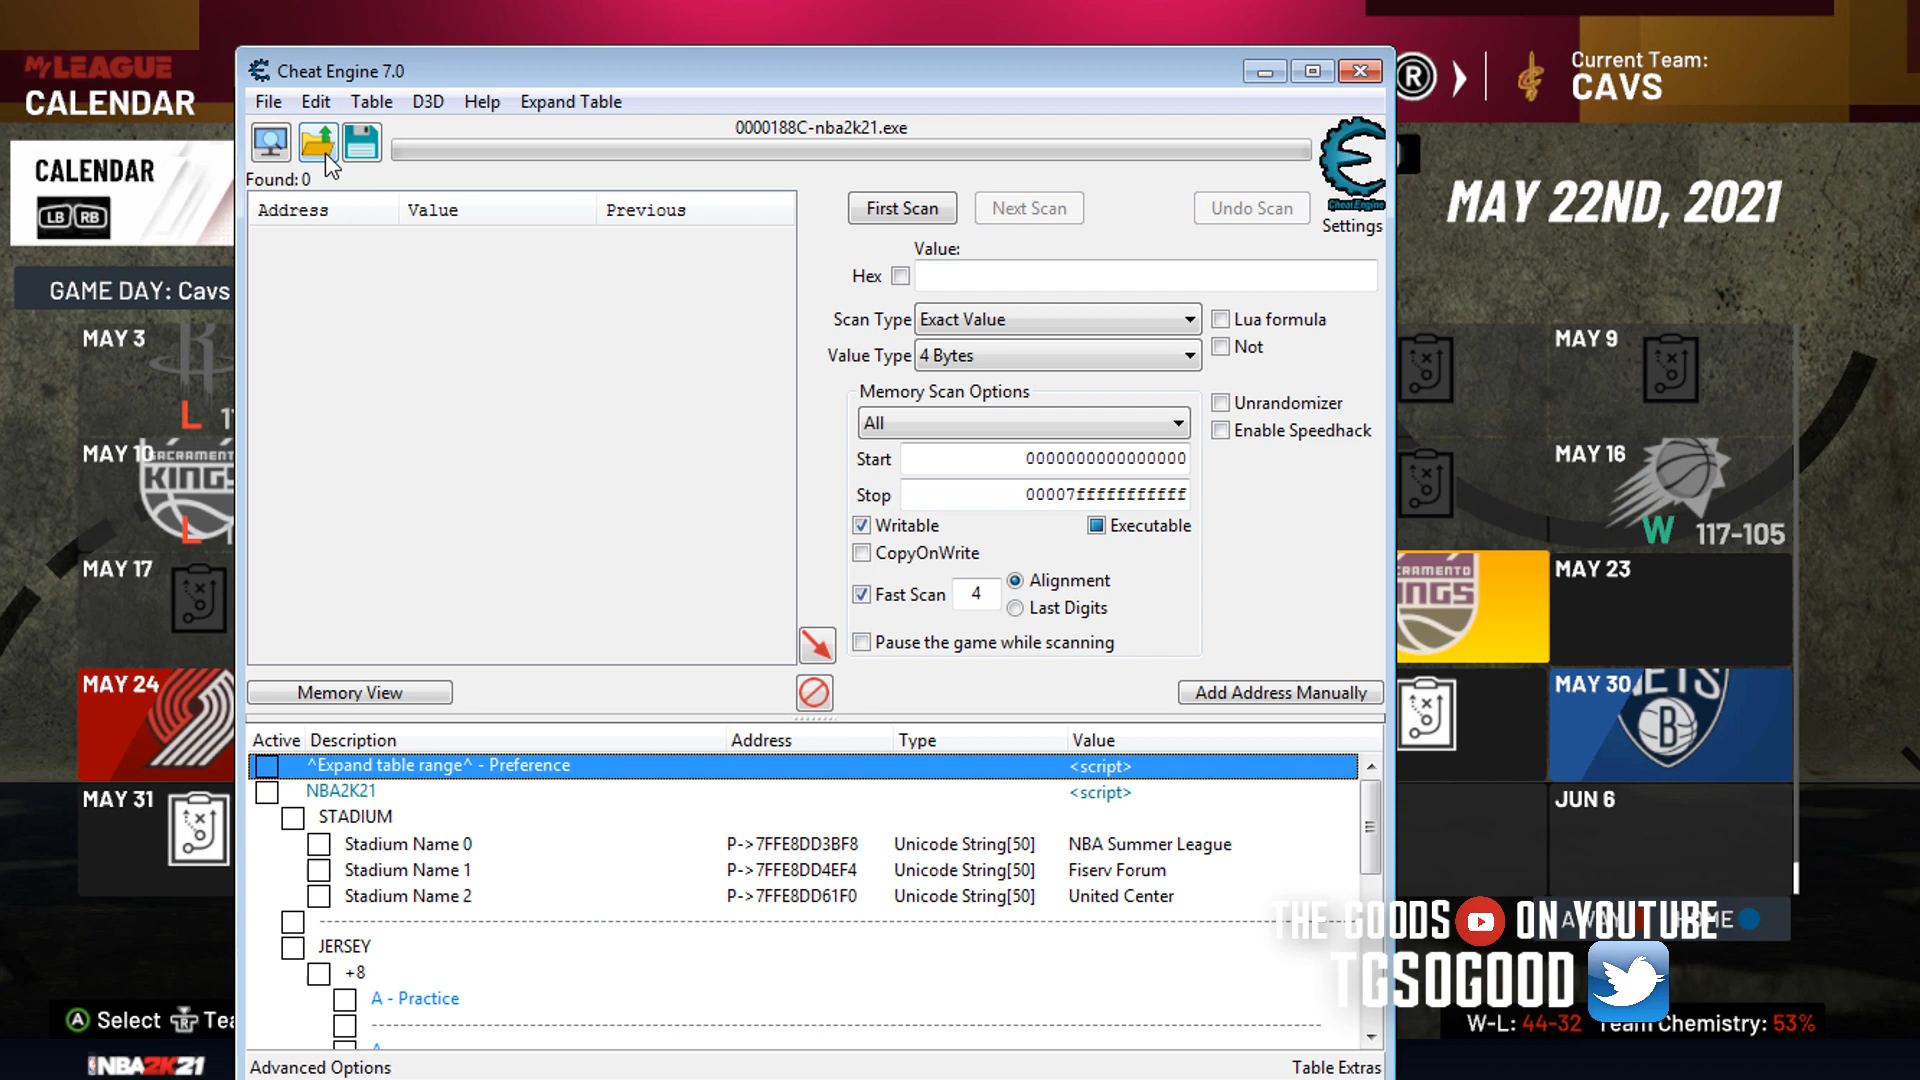 MyLEAGUE
CALENDAR
CALENDAR
LB RB
GAME DAY: Cavs
MAY 3
L
MAY 10
SACRAMENTO
KINGS
L
MAY 17
MAY 24
MAY 31
A Select
NBA2K21
Cheat Engine 7.0
File Edit Table D3D Help Expand Table
0000188C-nba2k21.exe
Found: 0
Address Value Previous
First Scan Next Scan Undo Scan
Cheat Engine
Settings
Value:
Hex
Scan Type Exact Value
Lua formula
Value Type 4 Bytes
Not
Memory Scan Options
All
Unrandomizer
Enable Speedhack
Start 0000000000000000
Stop 00007fffffffffff
Writable Executable
CopyOnWrite
Fast Scan 4 Alignment
Last Digits
Pause the game while scanning
Memory View
Add Address Manually
Active Description Address Type Value
^Expand table range^ - Preference <script>
NBA2K21 <script>
STADIUM
Stadium Name 0 P->7FFE8DD3BF8 Unicode String[50] NBA Summer League
Stadium Name 1 P->7FFE8DD4EF4 Unicode String[50] Fiserv Forum
Stadium Name 2 P->7FFE8DD61F0 Unicode String[50] United Center
JERSEY
+8
A - Practice
Advanced Options Table Extras
R
Current Team:
CAVS
MAY 22ND, 2021
MAY 9
MAY 16
W 117-105
MAY 23
MAY 30
B
JUN 6
THE GOODS ON YOUTUBE
TGSOGOOD
W-L: 44-32 Team Chemistry: 53%